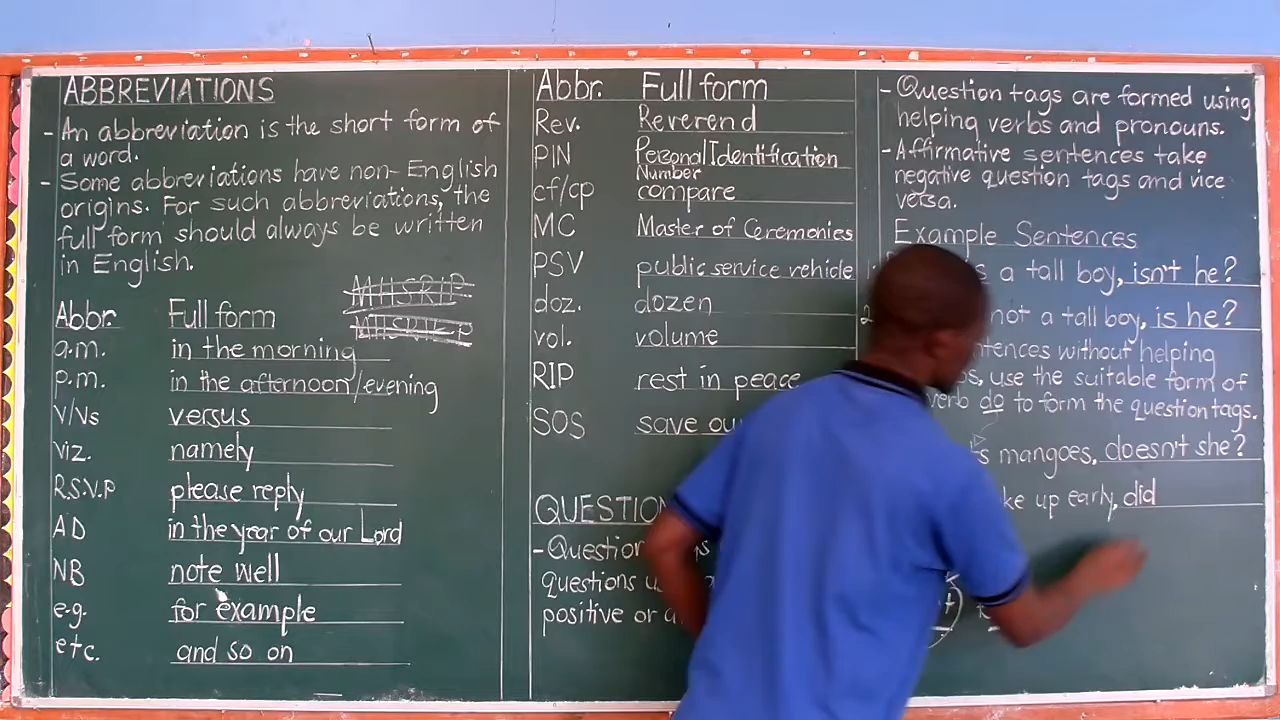 ABBREVIATIONS
- An abbreviation is the short form of
a word.
- Some abbreviations have non-English
origins. For such abbreviations, the
full form should always be written
in English.
Abbr. Full form
a.m. in the morning
p.m. in the afternoon/evening
V/Vs versus
viz. namely
R.S.V.P please reply
AD in the year of our Lord
NB note well
e.g. for example
etc. and so on
Abbr. Full form
Rev. Reverend
PIN Personal Identification
Number
cf/cp compare
MC Master of Ceremonies
PSV public service vehicle
doz. dozen
vol. volume
RIP rest in peace
SOS save our
QUESTION
- Question
questions
positive or
- Question tags are formed using
helping verbs and pronouns.
- Affirmative sentences take
negative question tags and vice
versa.
Example Sentences
a tall boy, isn't he?
2 not a tall boy, is he?
without helping
use the suitable form of
verb do to form the question tags.
mangoes, doesn't she?
up early, did